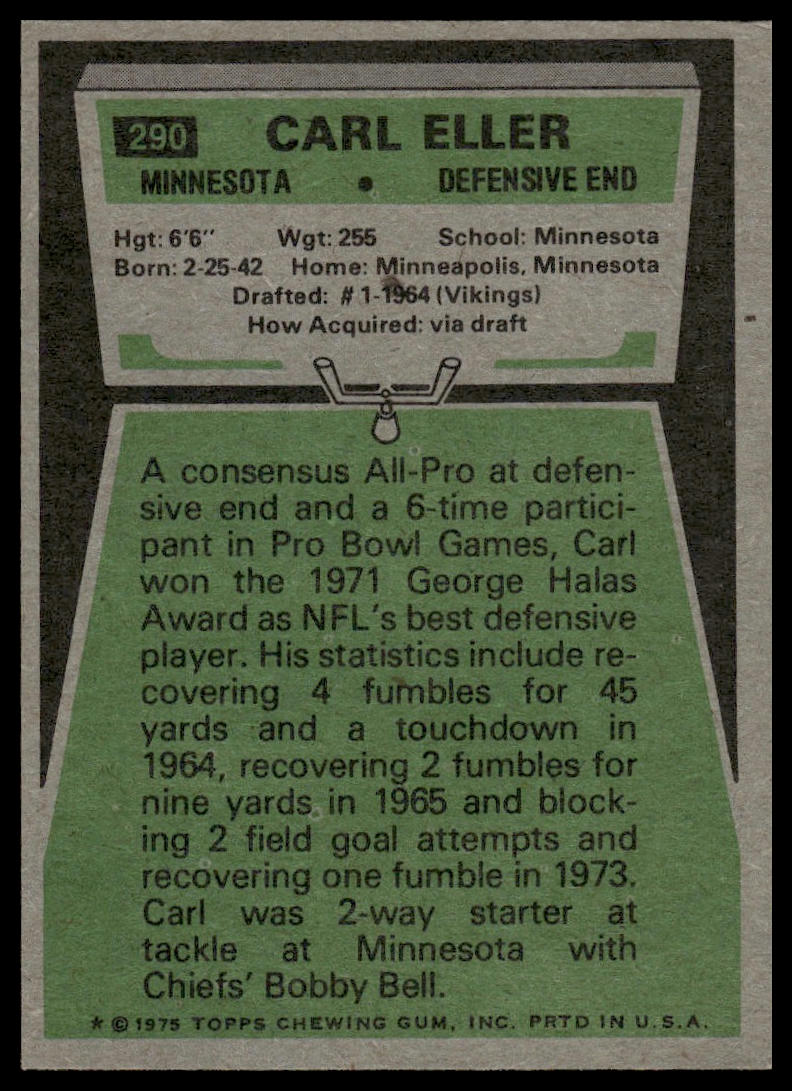 290 CARL ELLER
MINNESOTA • DEFENSIVE END
Hgt: 6'6" Wgt: 255 School: Minnesota
Born: 2-25-42 Home: Minneapolis, Minnesota
Drafted: #1-1964 (Vikings)
How Acquired: via draft
A consensus All-Pro at defen-
sive end and a 6-time partici-
pant in Pro Bowl Games, Carl
won the 1971 George Halas
Award as NFL's best defensive
player. His statistics include re-
covering 4 fumbles for 45
yards and a touchdown in
1964, recovering 2 fumbles for
nine yards in 1965 and block-
ing 2 field goal attempts and
recovering one fumble in 1973.
Carl was 2-way starter at
tackle at Minnesota with
Chiefs' Bobby Bell.
* © 1975 TOPPS CHEWING GUM, INC. PRTD IN U.S.A.